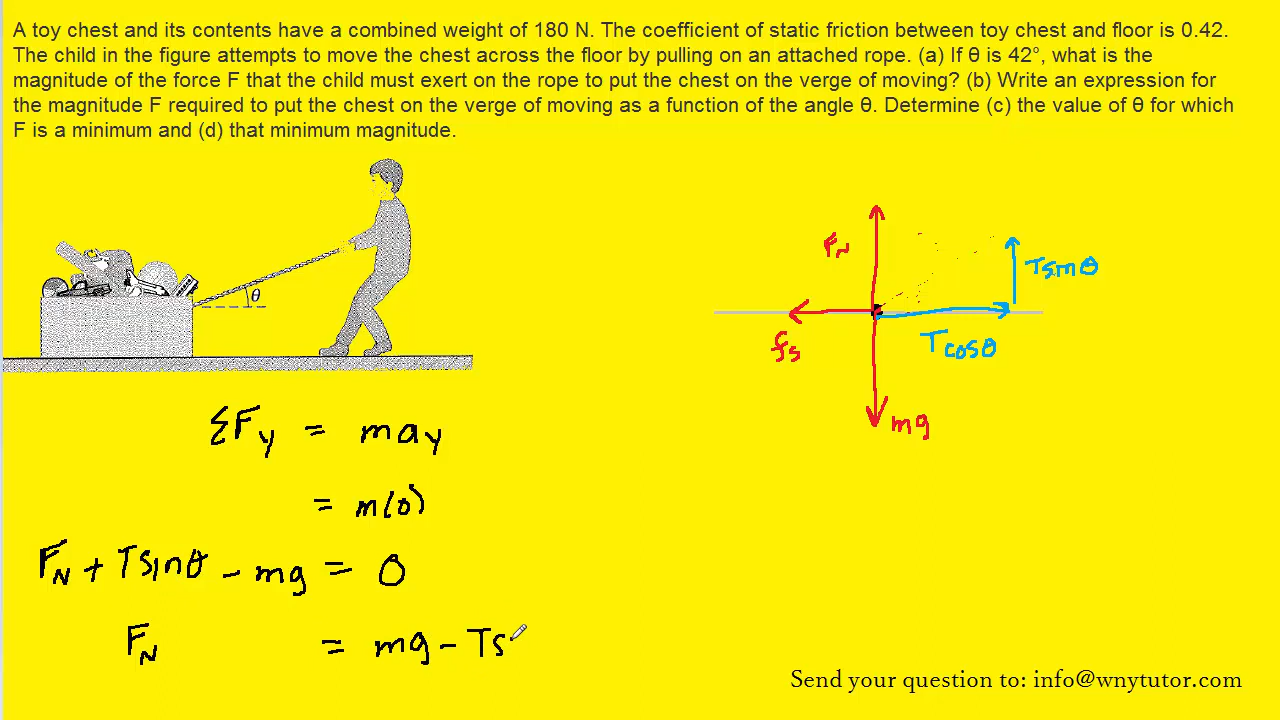 A toy chest and its contents have a combined weight of 180 N. The coefficient of static friction between toy chest and floor is 0.42.
The child in the figure attempts to move the chest across the floor by pulling on an attached rope. (a) If θ is 42°, what is the
magnitude of the force F that the child must exert on the rope to put the chest on the verge of moving? (b) Write an expression for
the magnitude F required to put the chest on the verge of moving as a function of the angle θ. Determine (c) the value of θ for which
F is a minimum and (d) that minimum magnitude.
θ
F_N
Tsinθ
f_s
Tcosθ
mg
ΣF_y = ma_y
= m(0)
F_N + Tsinθ - mg = 0
F_N = mg - Ts
Send your question to: info@wnytutor.com